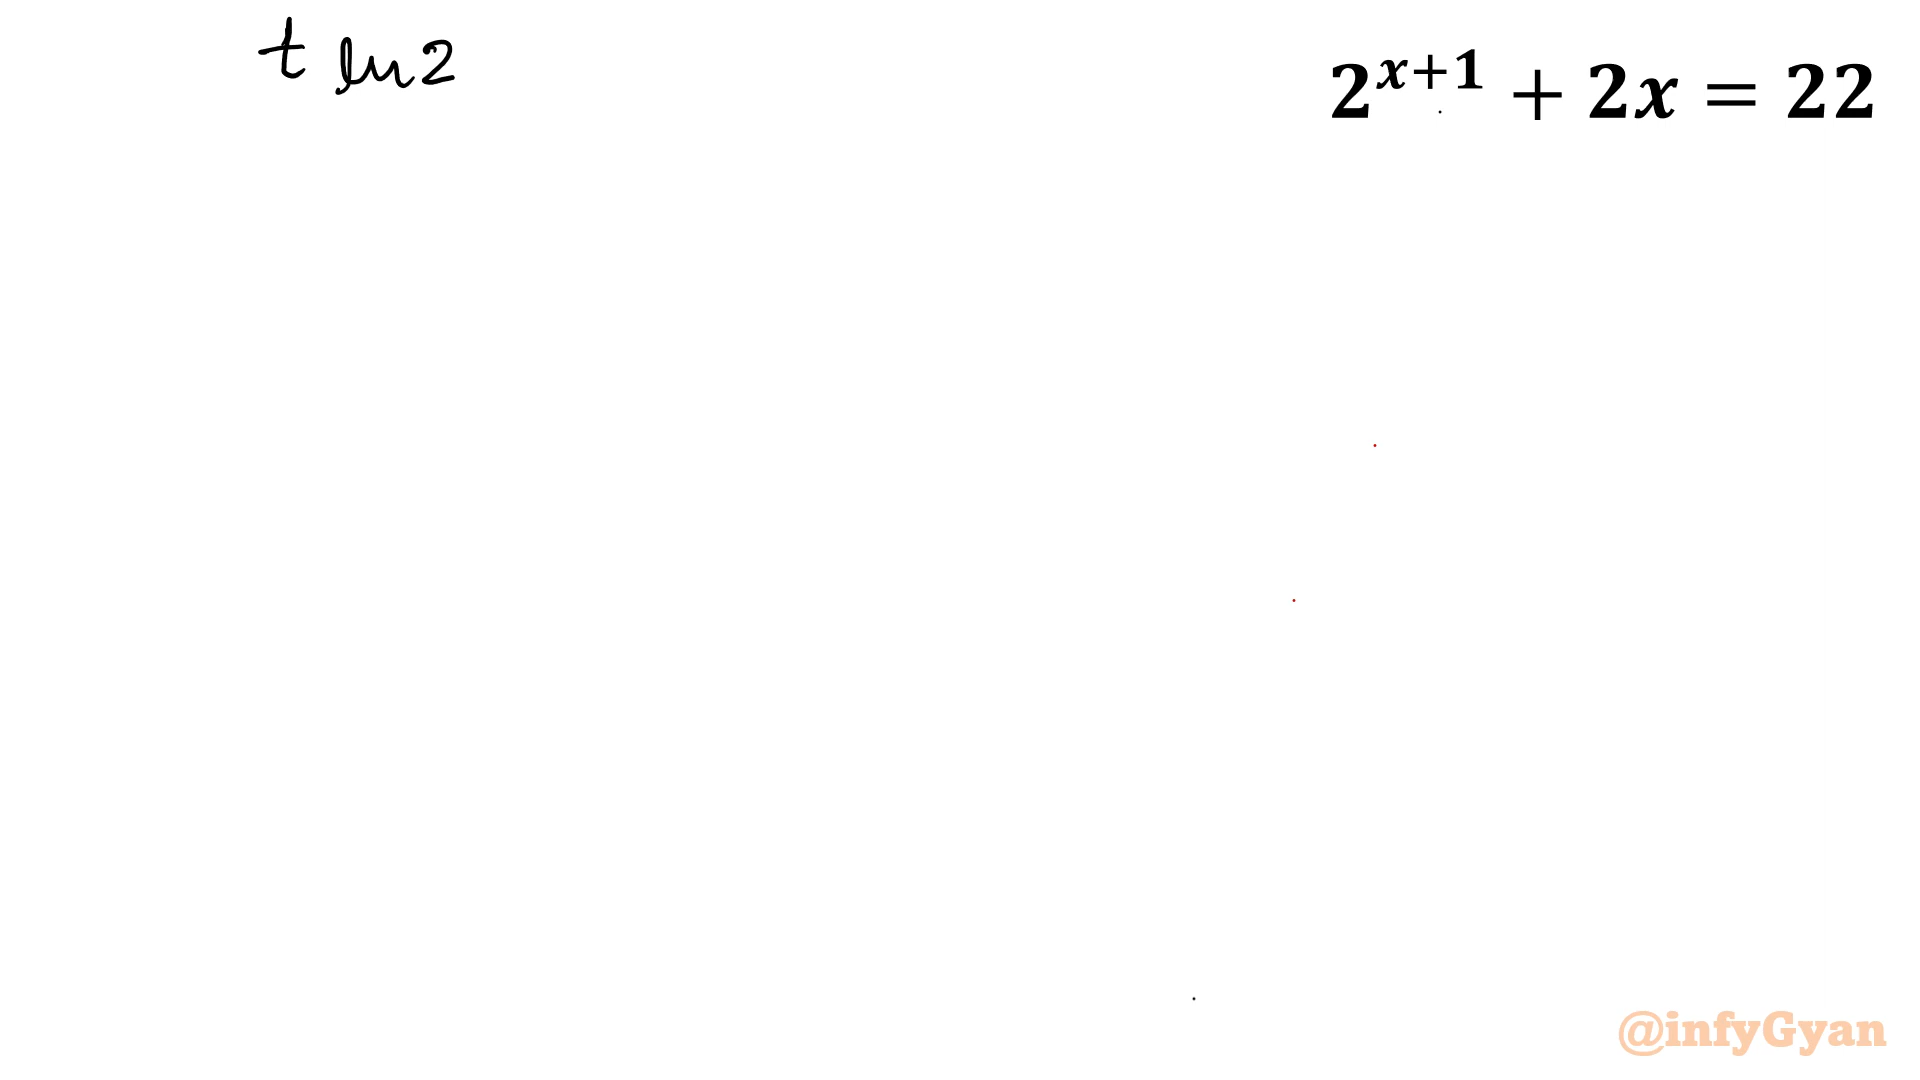 t ln2
2^{x+1} + 2x = 22
@infyGyan